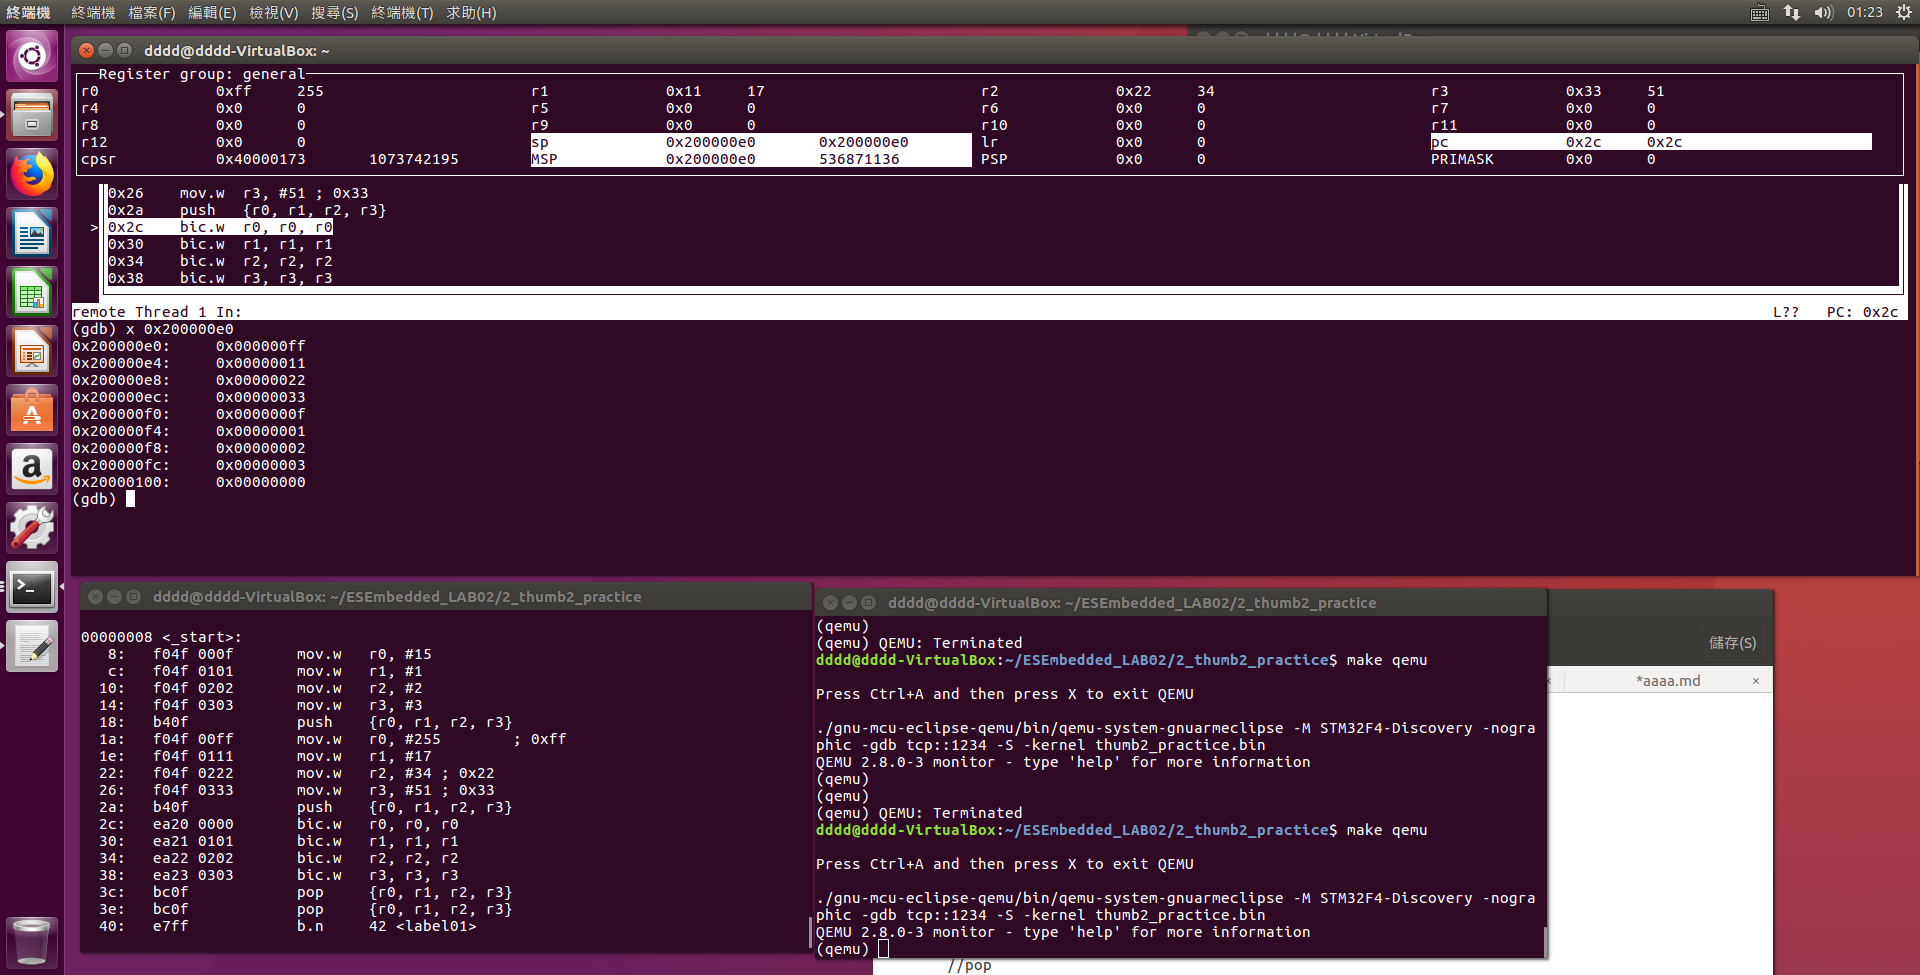 終端機 終端機 檔案(F) 編輯(E) 檢視(V) 搜尋(S) 終端機(T) 求助(H) 01:23
dddd@dddd-VirtualBox: ~
Register group: general
r0 0xff 255 r1 0x11 17 r2 0x22 34 r3 0x33 51
r4 0x0 0 r5 0x0 0 r6 0x0 0 r7 0x0 0
r8 0x0 0 r9 0x0 0 r10 0x0 0 r11 0x0 0
r12 0x0 0 sp 0x200000e0 0x200000e0 lr 0x0 0 pc 0x2c 0x2c
cpsr 0x40000173 1073742195 MSP 0x200000e0 536871136 PSP 0x0 0 PRIMASK 0x0 0
0x26 mov.w r3, #51 ; 0x33
0x2a push {r0, r1, r2, r3}
> 0x2c bic.w r0, r0, r0
0x30 bic.w r1, r1, r1
0x34 bic.w r2, r2, r2
0x38 bic.w r3, r3, r3
remote Thread 1 In: L?? PC: 0x2c
(gdb) x 0x200000e0
0x200000e0: 0x000000ff
0x200000e4: 0x00000011
0x200000e8: 0x00000022
0x200000ec: 0x00000033
0x200000f0: 0x0000000f
0x200000f4: 0x00000001
0x200000f8: 0x00000002
0x200000fc: 0x00000003
0x20000100: 0x00000000
(gdb)
dddd@dddd-VirtualBox: ~/ESEmbedded_LAB02/2_thumb2_practice
00000008 <_start>:
8: f04f 000f mov.w r0, #15
c: f04f 0101 mov.w r1, #1
10: f04f 0202 mov.w r2, #2
14: f04f 0303 mov.w r3, #3
18: b40f push {r0, r1, r2, r3}
1a: f04f 00ff mov.w r0, #255 ; 0xff
1e: f04f 0111 mov.w r1, #17
22: f04f 0222 mov.w r2, #34 ; 0x22
26: f04f 0333 mov.w r3, #51 ; 0x33
2a: b40f push {r0, r1, r2, r3}
2c: ea20 0000 bic.w r0, r0, r0
30: ea21 0101 bic.w r1, r1, r1
34: ea22 0202 bic.w r2, r2, r2
38: ea23 0303 bic.w r3, r3, r3
3c: bc0f pop {r0, r1, r2, r3}
3e: bc0f pop {r0, r1, r2, r3}
40: e7ff b.n 42 <label01>
dddd@dddd-VirtualBox: ~/ESEmbedded_LAB02/2_thumb2_practice
(qemu)
(qemu) QEMU: Terminated
dddd@dddd-VirtualBox:~/ESEmbedded_LAB02/2_thumb2_practice$ make qemu
Press Ctrl+A and then press X to exit QEMU
./gnu-mcu-eclipse-qemu/bin/qemu-system-gnuarmeclipse -M STM32F4-Discovery -nogra
phic -gdb tcp::1234 -S -kernel thumb2_practice.bin
QEMU 2.8.0-3 monitor - type 'help' for more information
(qemu)
(qemu)
(qemu) QEMU: Terminated
dddd@dddd-VirtualBox:~/ESEmbedded_LAB02/2_thumb2_practice$ make qemu
Press Ctrl+A and then press X to exit QEMU
./gnu-mcu-eclipse-qemu/bin/qemu-system-gnuarmeclipse -M STM32F4-Discovery -nogra
phic -gdb tcp::1234 -S -kernel thumb2_practice.bin
QEMU 2.8.0-3 monitor - type 'help' for more information
(qemu)
儲存(S)
*aaaa.md
//pop